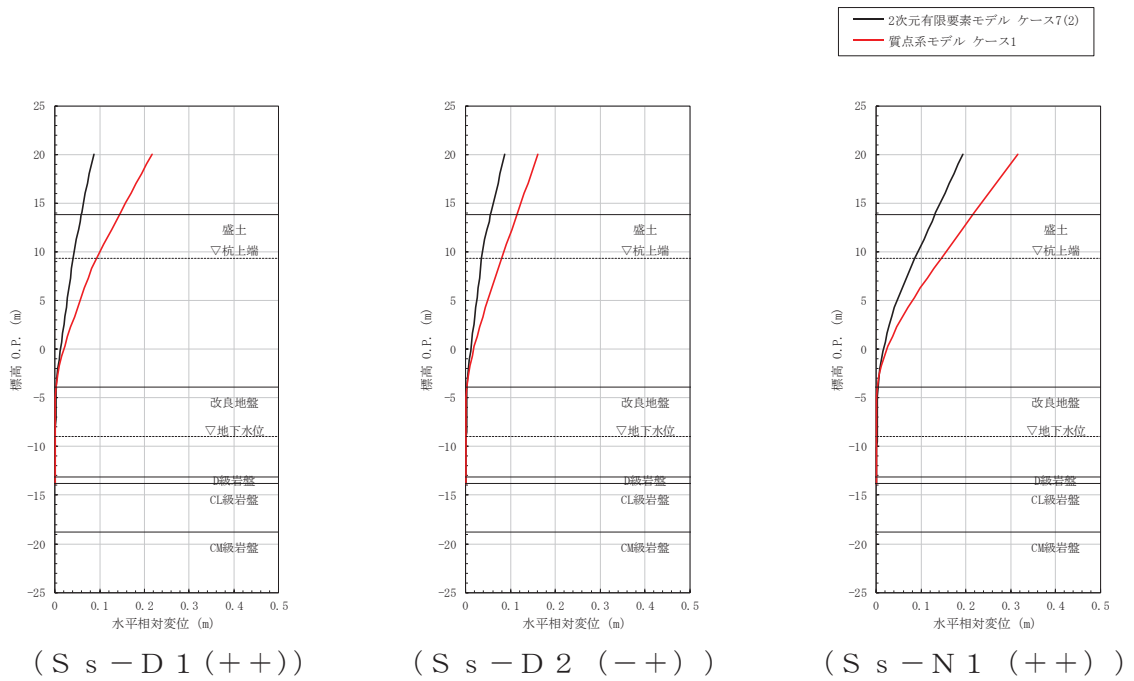 2次元有限要素モデル ケース7(2)
質点系モデル ケース1
25
20
15
10
5
0
-5
-10
-15
-20
-25
標高 O.P. (m)
盛土
▽杭上端
改良地盤
▽地下水位
D級岩盤
CL級岩盤
CM級岩盤
0 0.1 0.2 0.3 0.4 0.5
水平相対変位 (m)
(Ss-D1(++))
25
20
15
10
5
0
-5
-10
-15
-20
-25
標高 O.P. (m)
盛土
▽杭上端
改良地盤
▽地下水位
D級岩盤
CL級岩盤
CM級岩盤
0 0.1 0.2 0.3 0.4 0.5
水平相対変位 (m)
(Ss-D2 (-+) )
25
20
15
10
5
0
-5
-10
-15
-20
-25
標高 O.P. (m)
盛土
▽杭上端
改良地盤
▽地下水位
D級岩盤
CL級岩盤
CM級岩盤
0 0.1 0.2 0.3 0.4 0.5
水平相対変位 (m)
(Ss-N1 (++) )